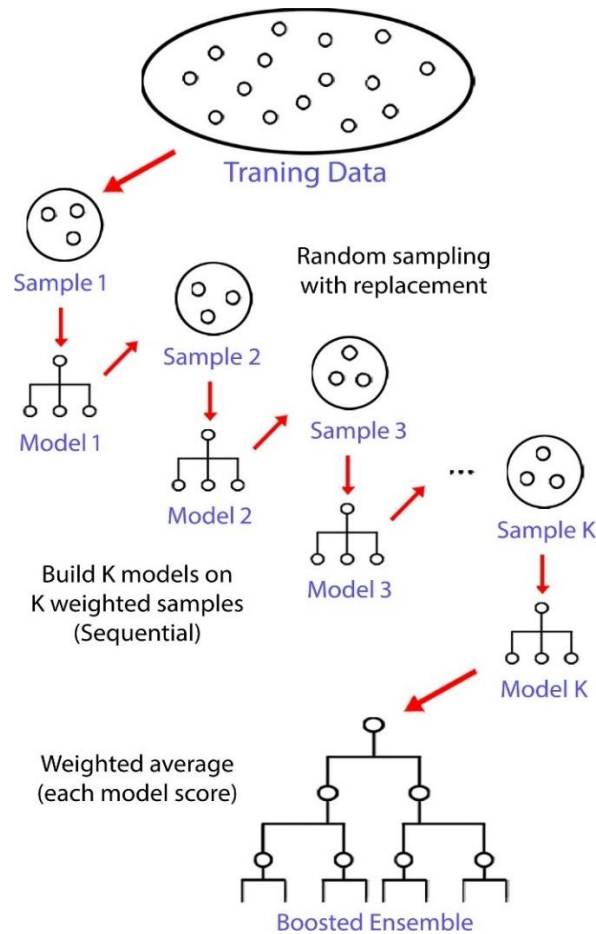 Traning Data
Sample 1
Random sampling
with replacement
Sample 2
Model 1
Sample 3
Model 2
...
Sample K
Model 3
Build K models on
K weighted samples
(Sequential)
Model K
Weighted average
(each model score)
Boosted Ensemble